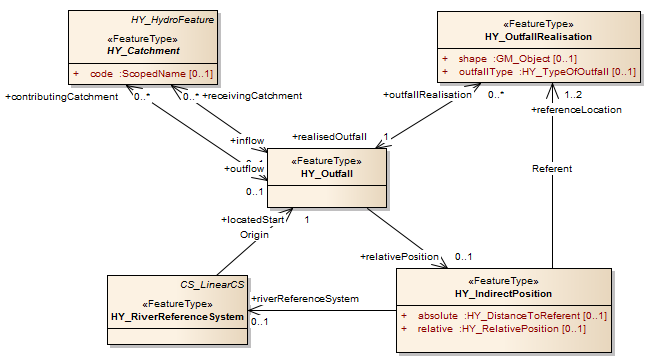 HY_HydroFeature
«FeatureType»
HY_Catchment
+ code :ScopedName [0..1]
«FeatureType»
HY_OutfallRealisation
+ shape :GM_Object [0..1]
+ outfallType :HY_TypeOfOutfall [0..1]
+contributingCatchment
0..*
0..*
+receivingCatchment
+outfallRealisation
0..*
1..2
+referenceLocation
+inflow
0..1
+realisedOutfall
1
+outflow
0..1
«FeatureType»
HY_Outfall
Referent
+locatedStart
1
Origin
+relativePosition
0..1
CS_LinearCS
«FeatureType»
HY_RiverReferenceSystem
+riverReferenceSystem
0..1
«FeatureType»
HY_IndirectPosition
+ absolute :HY_DistanceToReferent [0..1]
+ relative :HY_RelativePosition [0..1]